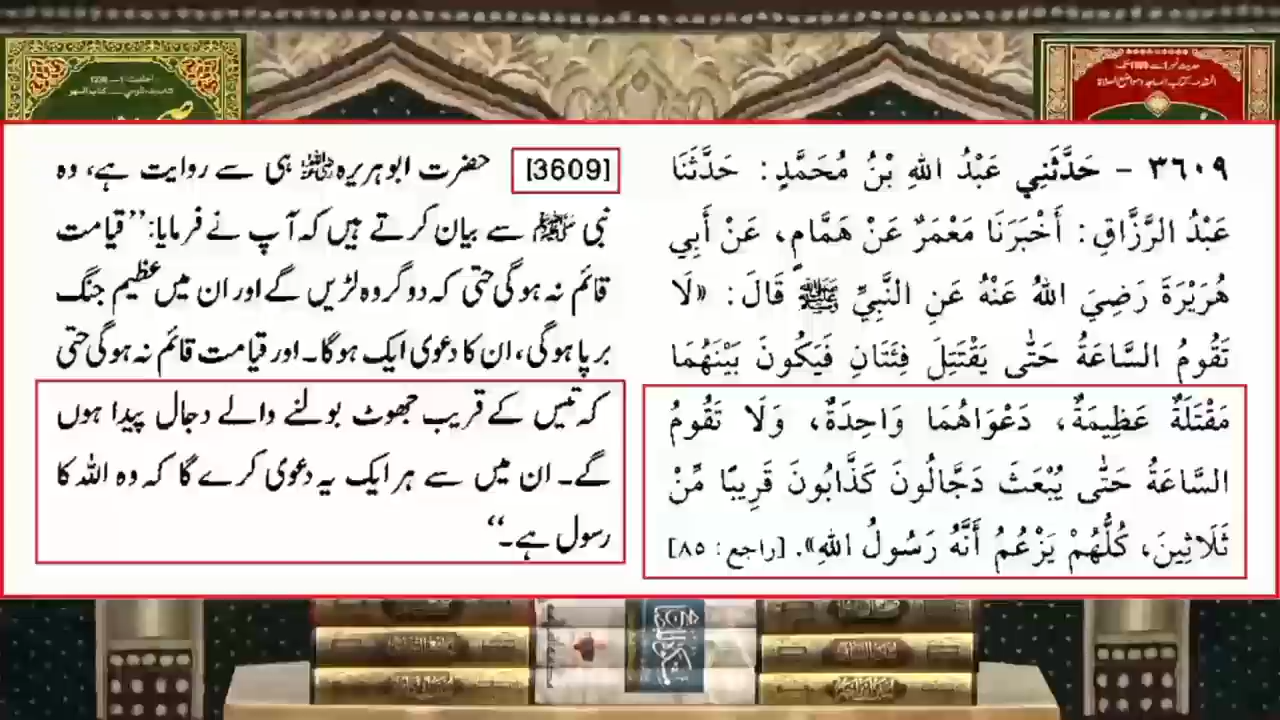 ۳٦۰۹ - حَدَّثَنِي عَبْدُ اللهِ بْنُ مُحَمَّدٍ: حَدَّثَنَا
عَبْدُ الرَّزَّاقِ: أَخْبَرَنَا مَعْمَرٌ عَنْ هَمَّامٍ، عَنْ أَبِي
هُرَيْرَةَ رَضِيَ اللهُ عَنْهُ عَنِ النَّبِيِّ ﷺ قَالَ: «لَا
تَقُومُ السَّاعَةُ حَتَّى يَقْتَتِلَ فِئَتَانِ فَيَكُونَ بَيْنَهُمَا
مَقْتَلَةٌ عَظِيمَةٌ، دَعْوَاهُمَا وَاحِدَةٌ، وَلَا تَقُومُ
السَّاعَةُ حَتَّى يُبْعَثَ دَجَّالُونَ كَذَّابُونَ قَرِيبًا مِّنْ
ثَلَاثِينَ، كُلُّهُمْ يَزْعُمُ أَنَّهُ رَسُولُ اللهِ». [راجع: ٨٥]
[3609] حضرت ابوہریرہ ؓ ہی سے روایت ہے، وہ
نبی ﷺ سے بیان کرتے ہیں کہ آپ نے فرمایا: ’’قیامت
قائم نہ ہوگی حتی کہ دو گروہ لڑیں گے اور ان میں عظیم جنگ
برپا ہوگی، ان کا دعوی ایک ہوگا۔ اور قیامت قائم نہ ہوگی حتی
کہ تیس کے قریب جھوٹ بولنے والے دجال پیدا ہوں
گے۔ ان میں سے ہر ایک یہ دعوی کرے گا کہ وہ اللہ کا
رسول ہے۔‘‘